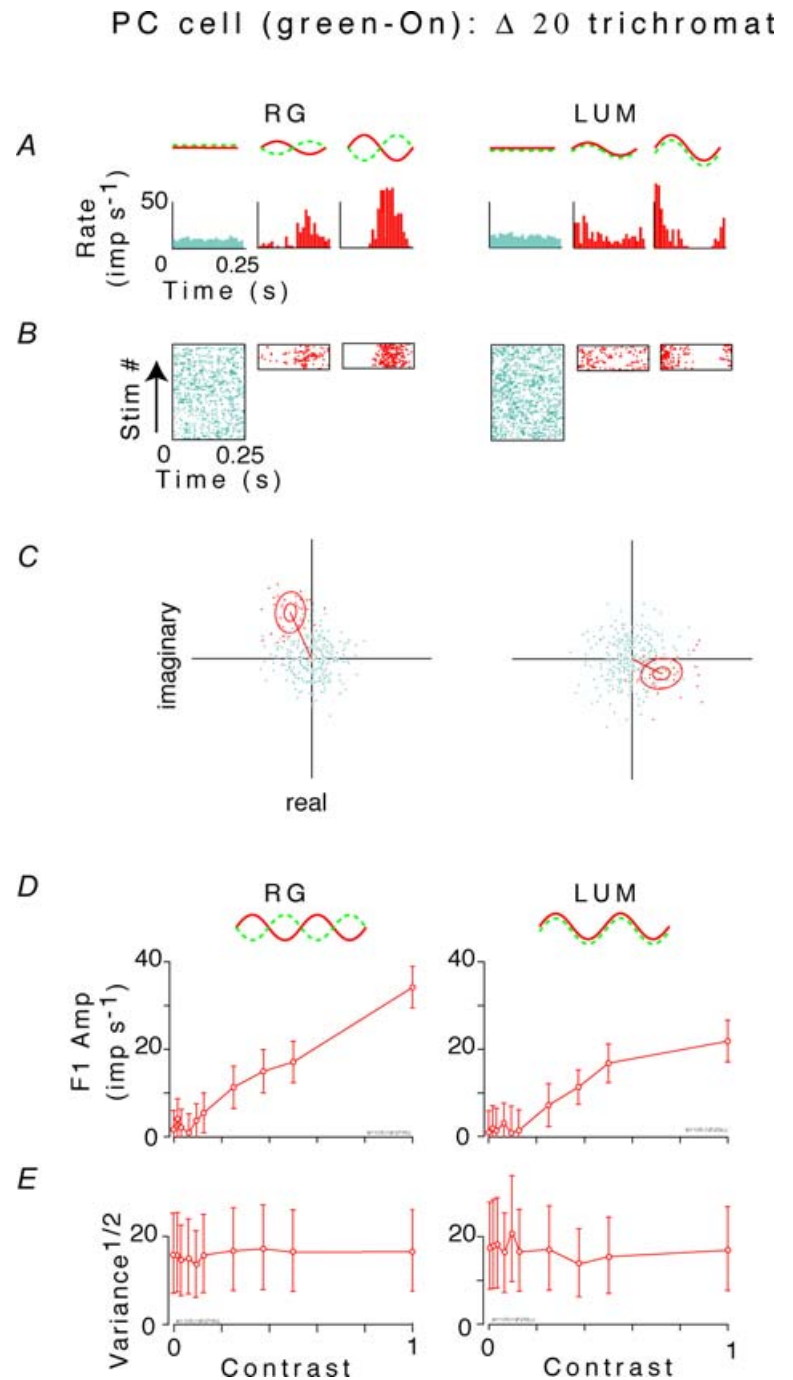 PC cell (green-On): Δ 20 trichromat
RG LUM
A
50
Rate
(imp s-1)
0 0.25
Time (s)
B
Stim #
0 0.25
Time (s)
C
imaginary
real
D
RG LUM
40 40
F1 Amp
(imp s-1)
20 20
0 0
E
Variance1/2
20 20
0 0
0 1 0 1
Contrast Contrast